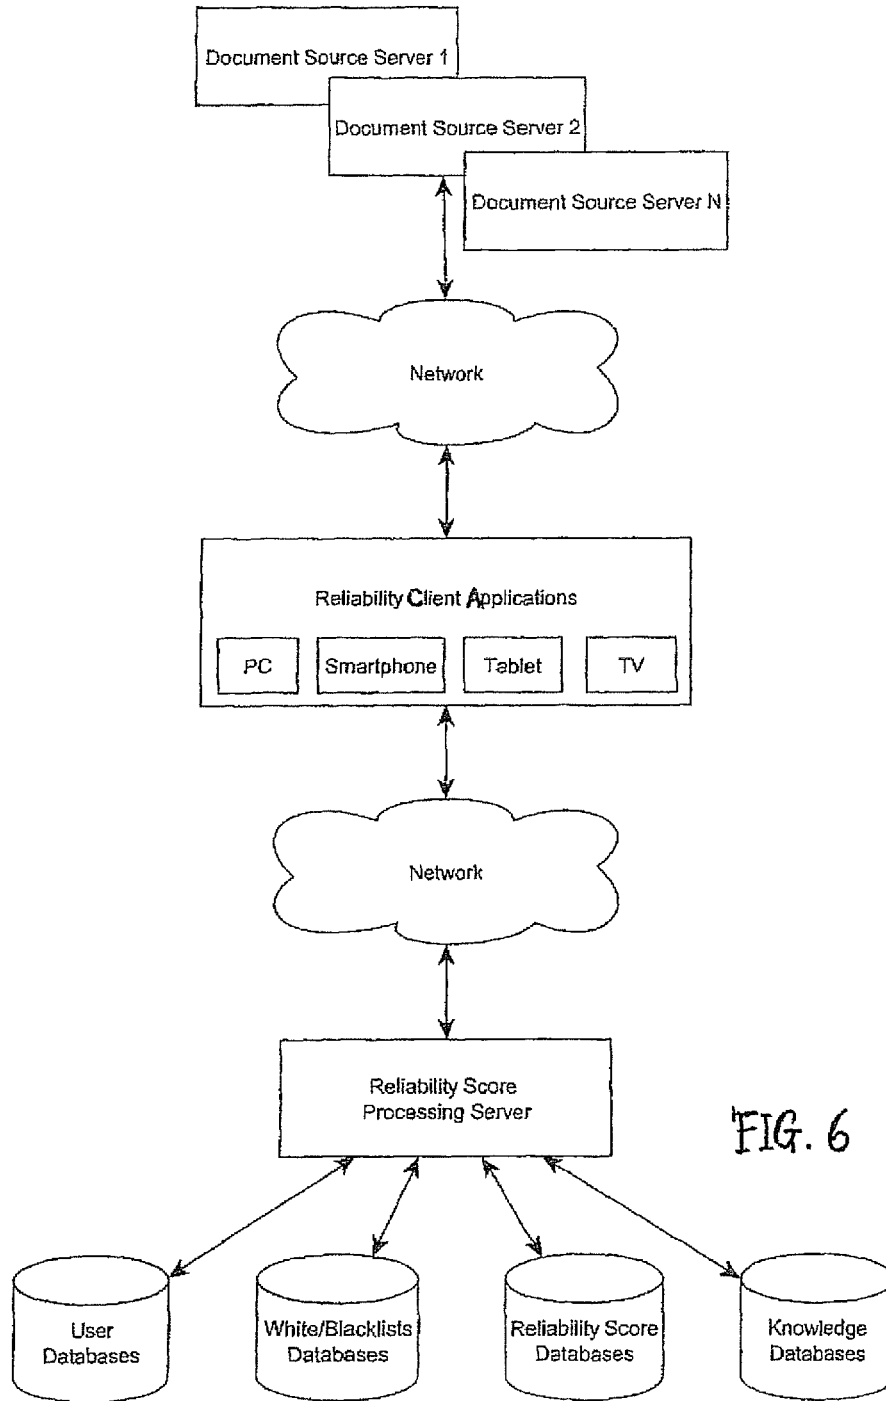 Document Source Server 1
Document Source Server 2
Document Source Server N
Network
Reliability Client Applications
PC
Smartphone
Tablet
TV
Network
Reliability Score
Processing Server
FIG. 6
User
Databases
White/Blacklists
Databases
Reliability Score
Databases
Knowledge
Databases